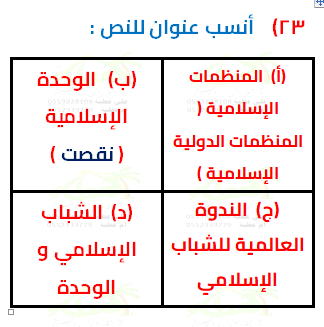 ٢٣) أنسب عنوان للنص :
(أ) المنظمات
الإسلامية (
المنظمات الدولية
الإسلامية )
(ب) الوحدة
الإسلامية
( نقصت )
(ج) الندوة
العالمية للشباب
الإسلامي
(د) الشباب
الإسلامي و
الوحدة